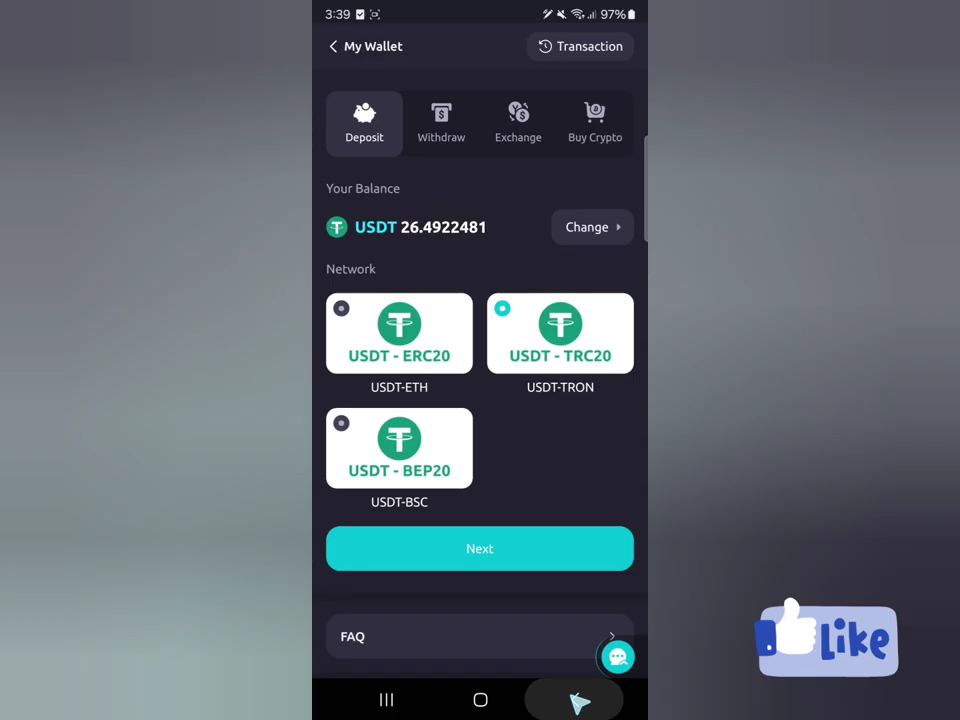 3:39 97%
My Wallet Transaction
Deposit Withdraw Exchange Buy Crypto
Your Balance
USDT 26.4922481 Change
Network
USDT - ERC20 USDT - TRC20
USDT-ETH USDT-TRON
USDT - BEP20
USDT-BSC
Next
FAQ
Like